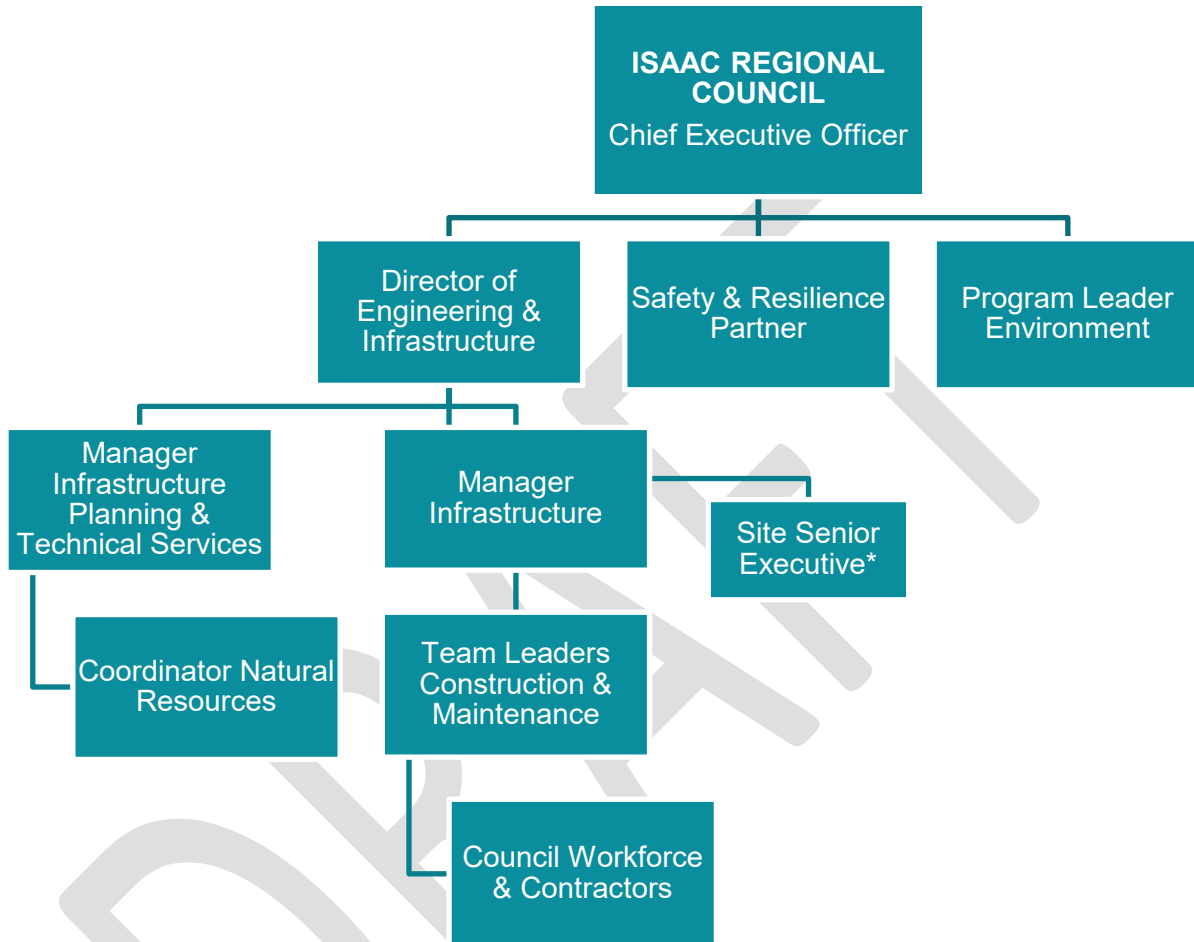 ISAAC REGIONAL
COUNCIL
Chief Executive Officer
Director of
Engineering &
Infrastructure
Safety & Resilience
Partner
Program Leader
Environment
Manager
Infrastructure
Planning &
Technical Services
Manager
Infrastructure
Site Senior
Executive*
Coordinator Natural
Resources
Team Leaders
Construction &
Maintenance
Council Workforce
& Contractors
DRAFT